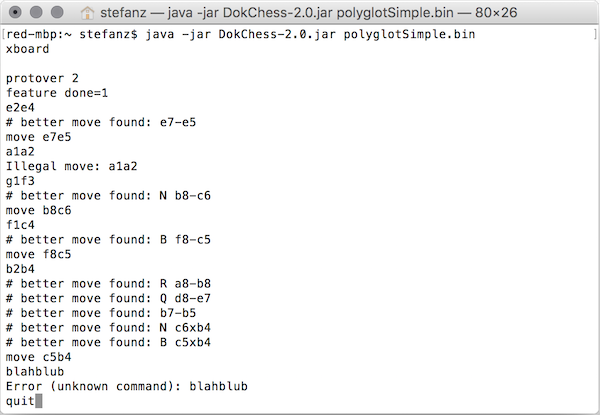 stefanz — java -jar DokChess-2.0.jar polyglotSimple.bin — 80×26
[red-mbp:~ stefanz$ java -jar DokChess-2.0.jar polyglotSimple.bin ]
xboard
protover 2
feature done=1
e2e4
# better move found: e7-e5
move e7e5
a1a2
Illegal move: a1a2
g1f3
# better move found: N b8-c6
move b8c6
f1c4
# better move found: B f8-c5
move f8c5
b2b4
# better move found: R a8-b8
# better move found: Q d8-e7
# better move found: b7-b5
# better move found: N c6xb4
# better move found: B c5xb4
move c5b4
blahblub
Error (unknown command): blahblub
quit